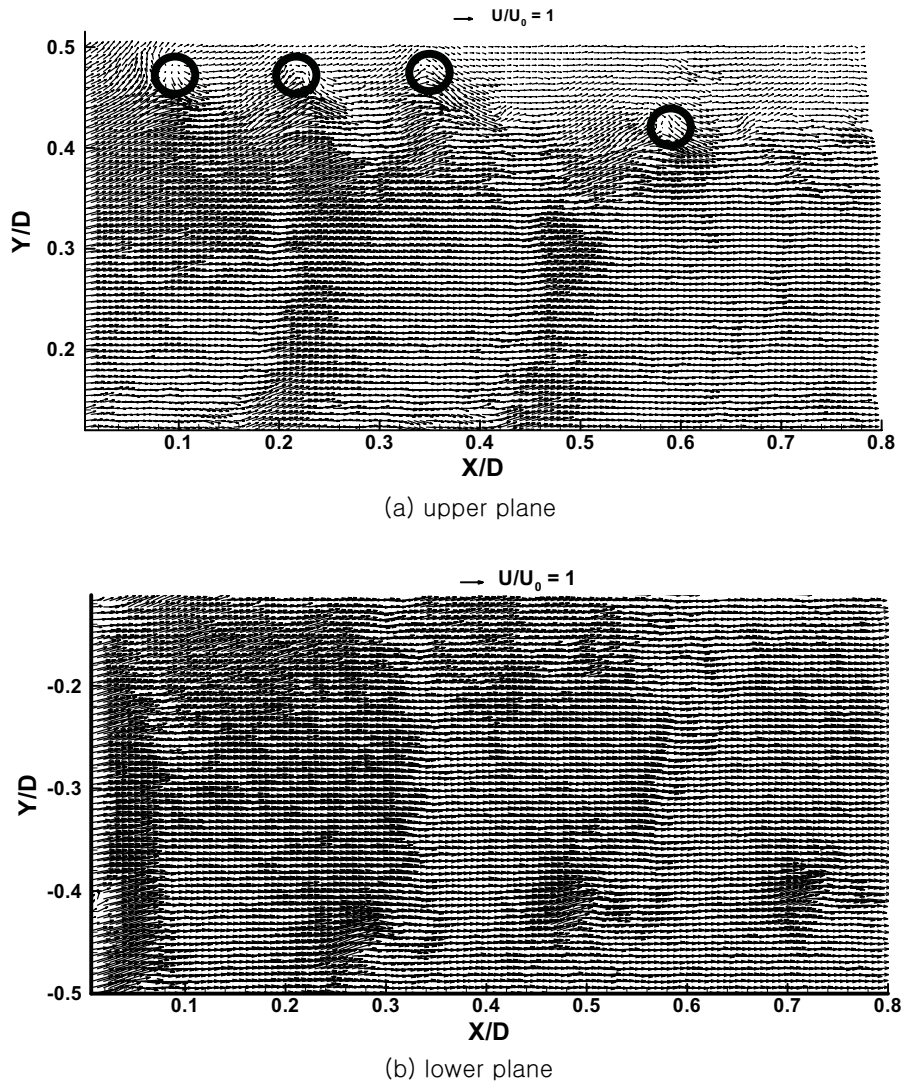 U/U₀ = 1
0.5
0.4
0.3
0.2
Y/D
0.1 0.2 0.3 0.4 0.5 0.6 0.7 0.8
X/D
(a) upper plane
U/U₀ = 1
-0.2
-0.3
-0.4
-0.5
Y/D
0.1 0.2 0.3 0.4 0.5 0.6 0.7 0.8
X/D
(b) lower plane